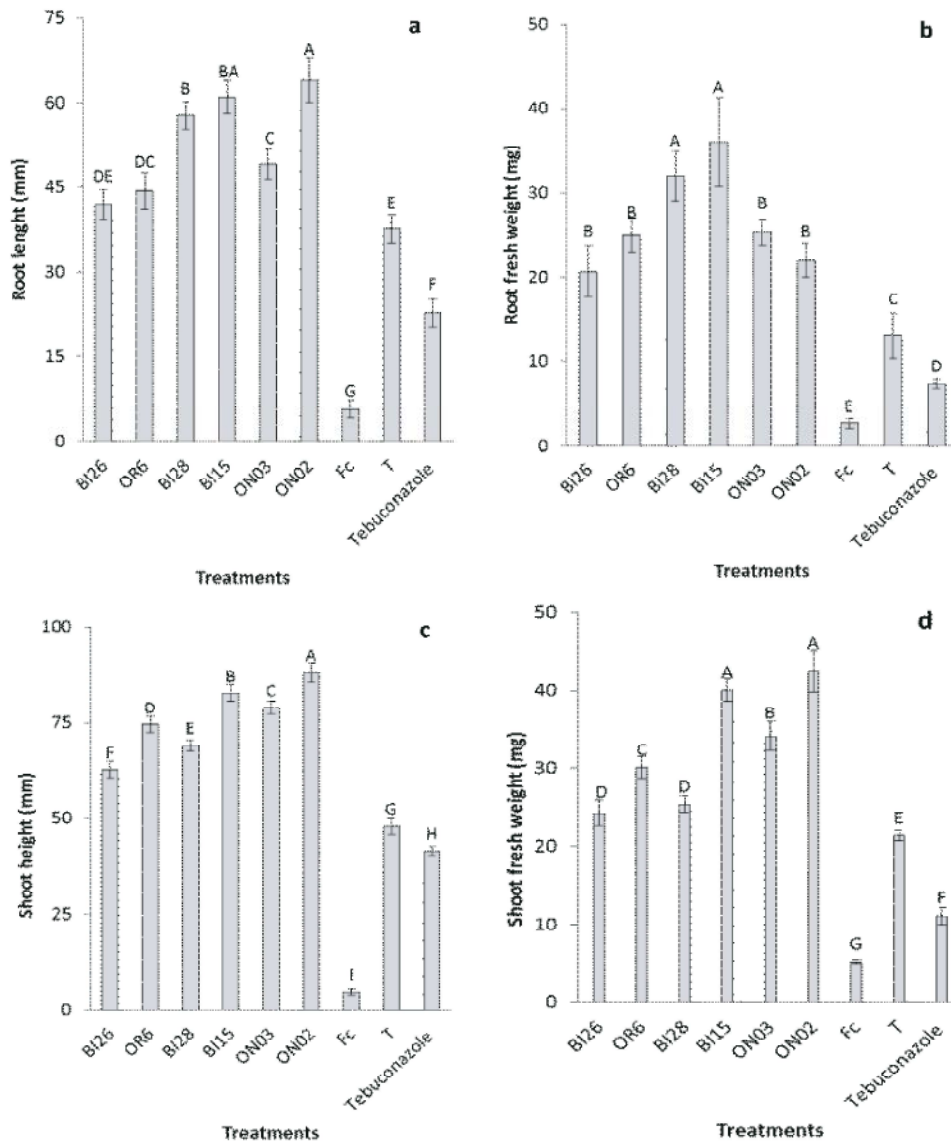 a
75
60
45
30
15
0
Root lenght (mm)
DE
DC
B
BA
C
A
G
E
F
BI26
OR6
BI28
BI15
ON03
ON02
Fc
T
Tebuconazole
Treatments
b
50
40
30
20
10
0
Root fresh weight (mg)
B
B
A
A
B
B
E
C
D
BI26
OR6
BI28
BI15
ON03
ON02
Fc
T
Tebuconazole
Treatments
c
100
75
50
25
0
Shoot height (mm)
F
D
E
B
C
A
G
H
BI26
OR6
BI28
BI15
ON03
ON02
Fc
T
Tebuconazole
Treatments
d
50
40
30
20
10
0
Shoot fresh weight (mg)
D
C
D
A
B
A
G
E
F
BI26
OR6
BI28
BI15
ON03
ON02
Fc
T
Tebuconazole
Treatments